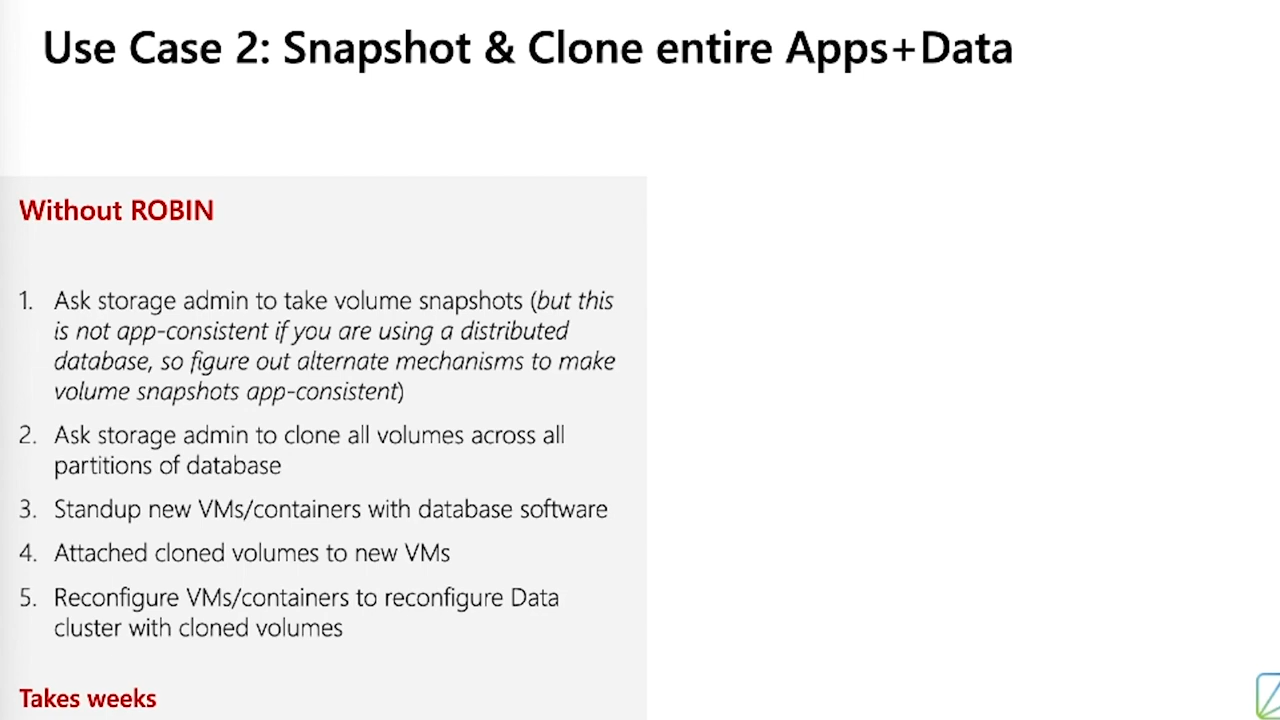 Use Case 2: Snapshot & Clone entire Apps+Data
Without ROBIN
1. Ask storage admin to take volume snapshots (but this
is not app-consistent if you are using a distributed
database, so figure out alternate mechanisms to make
volume snapshots app-consistent)
2. Ask storage admin to clone all volumes across all
partitions of database
3. Standup new VMs/containers with database software
4. Attached cloned volumes to new VMs
5. Reconfigure VMs/containers to reconfigure Data
cluster with cloned volumes
Takes weeks